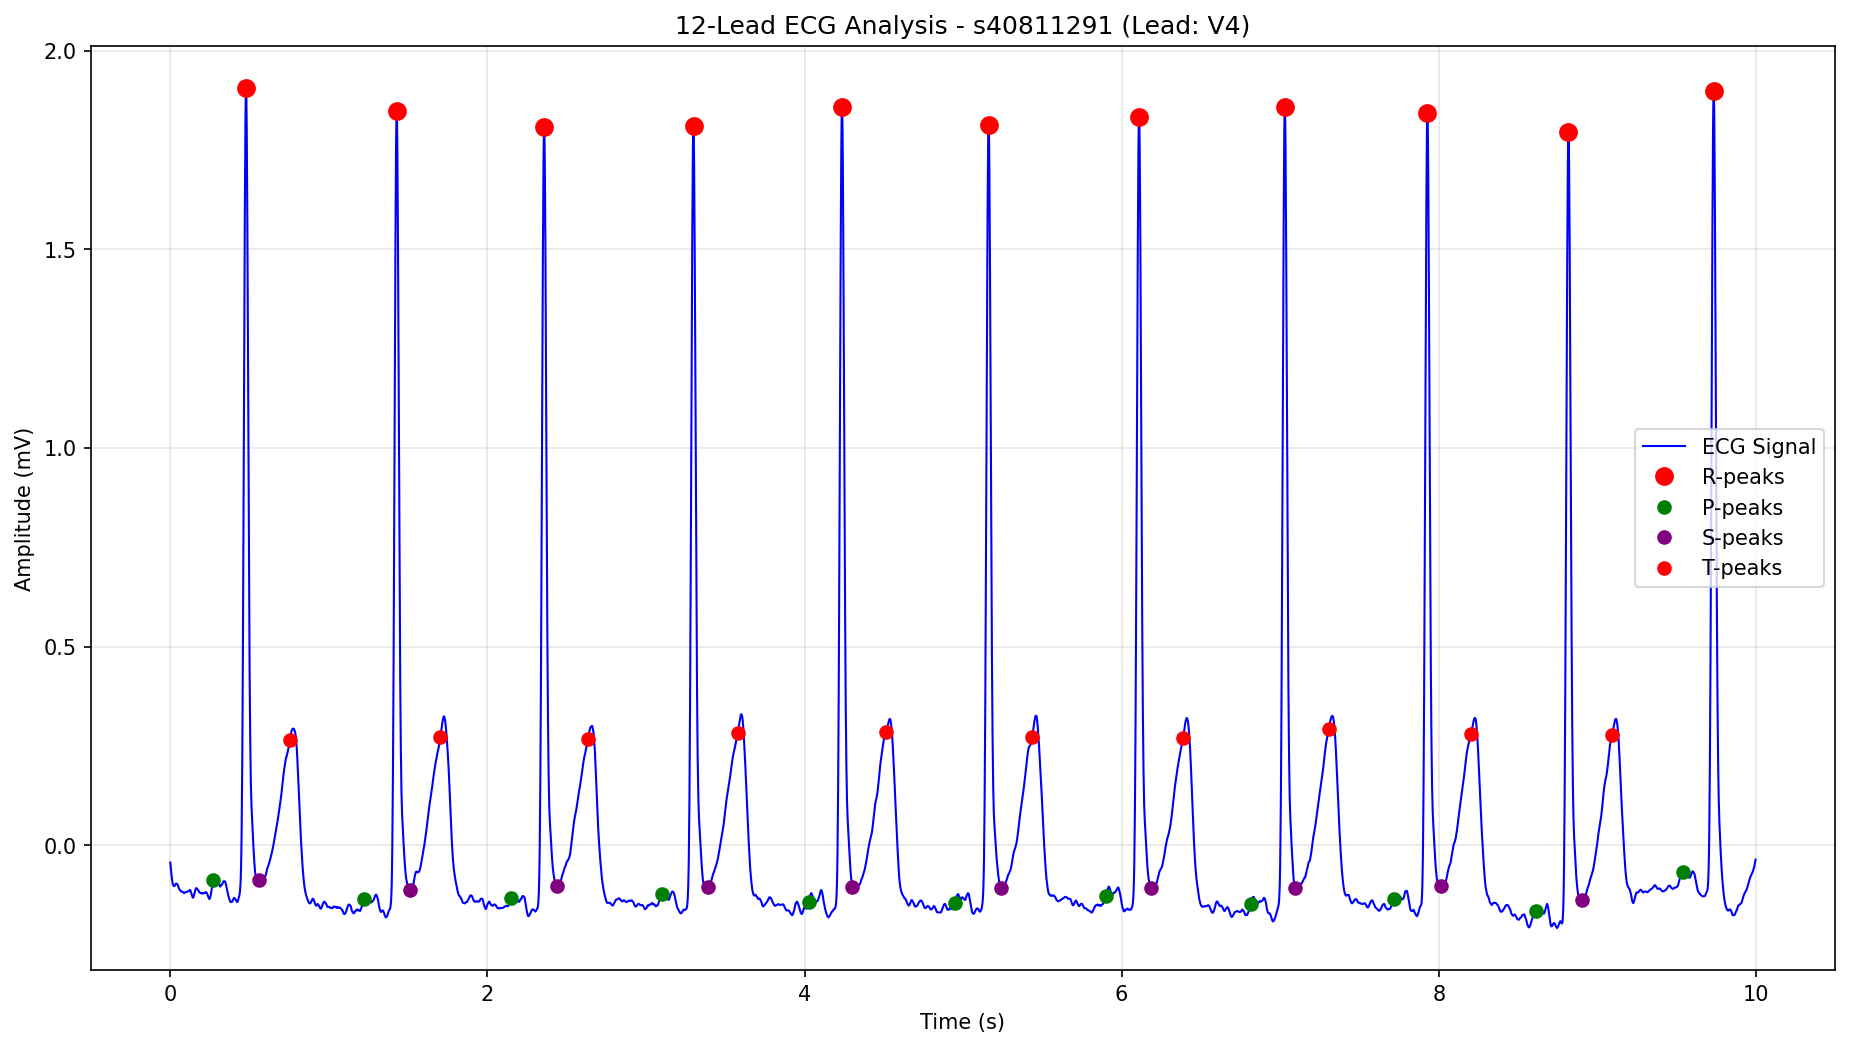 12-Lead ECG Analysis - s40811291 (Lead: V4)
2.0
1.5
1.0
0.5
0.0
Amplitude (mV)
ECG Signal
R-peaks
P-peaks
S-peaks
T-peaks
0 2 4 6 8 10
Time (s)